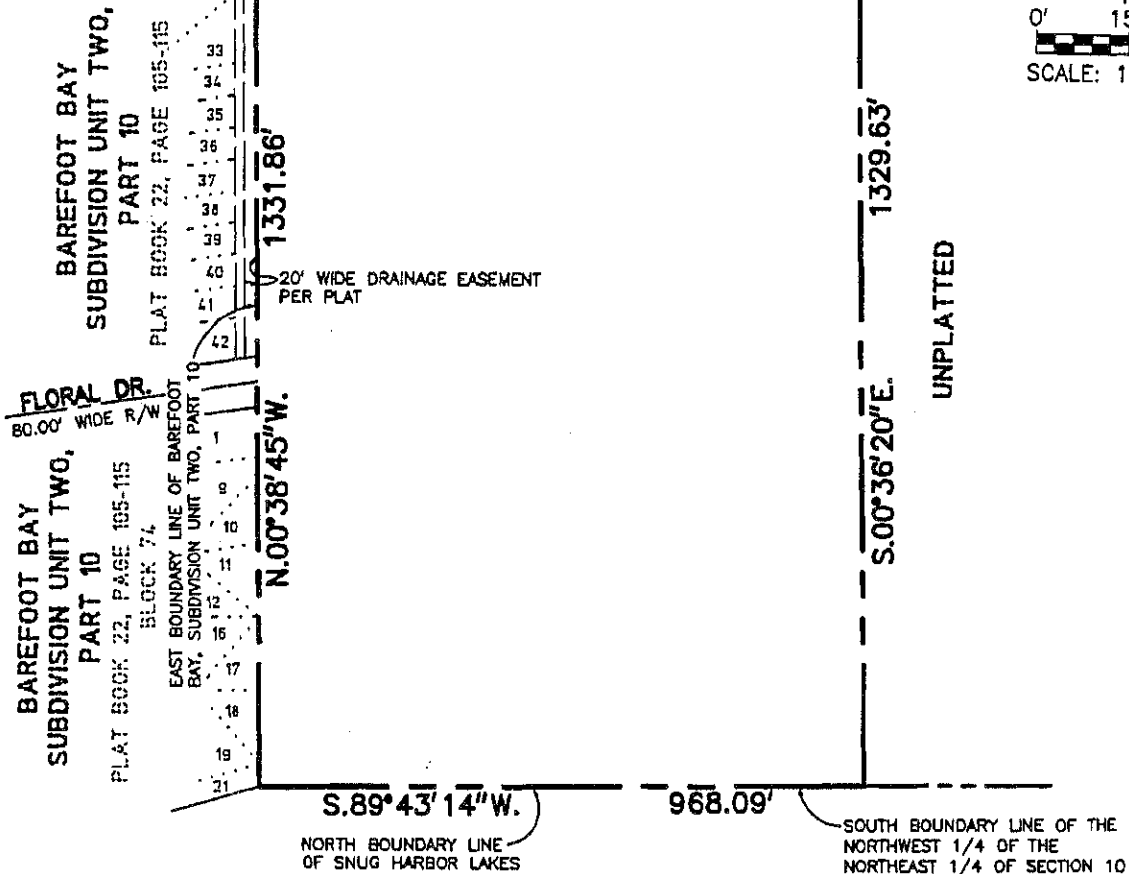 BAREFOOT BAY
SUBDIVISION UNIT TWO,
PART 10
PLAT BOOK 22, PAGE 105-115
33
34
35
36
37
38
39
40
41
42
1331.86'
20' WIDE DRAINAGE EASEMENT
PER PLAT
0'
SCALE: 1
1329.63'
UNPLATTED
FLORAL DR.
80.00' WIDE R/W
EAST BOUNDARY LINE OF BAREFOOT
BAY, SUBDIVISION UNIT TWO, PART 10
N.00°38'45"W.
S.00°36'20"E.
BAREFOOT BAY
SUBDIVISION UNIT TWO,
PART 10
PLAT BOOK 22, PAGE 105-115
BLOCK 74
1
9
10
11
12
16
17
18
19
21
S.89°43'14"W.
968.09'
NORTH BOUNDARY LINE
OF SNUG HARBOR LAKES
SOUTH BOUNDARY LINE OF THE
NORTHWEST 1/4 OF THE
NORTHEAST 1/4 OF SECTION 10